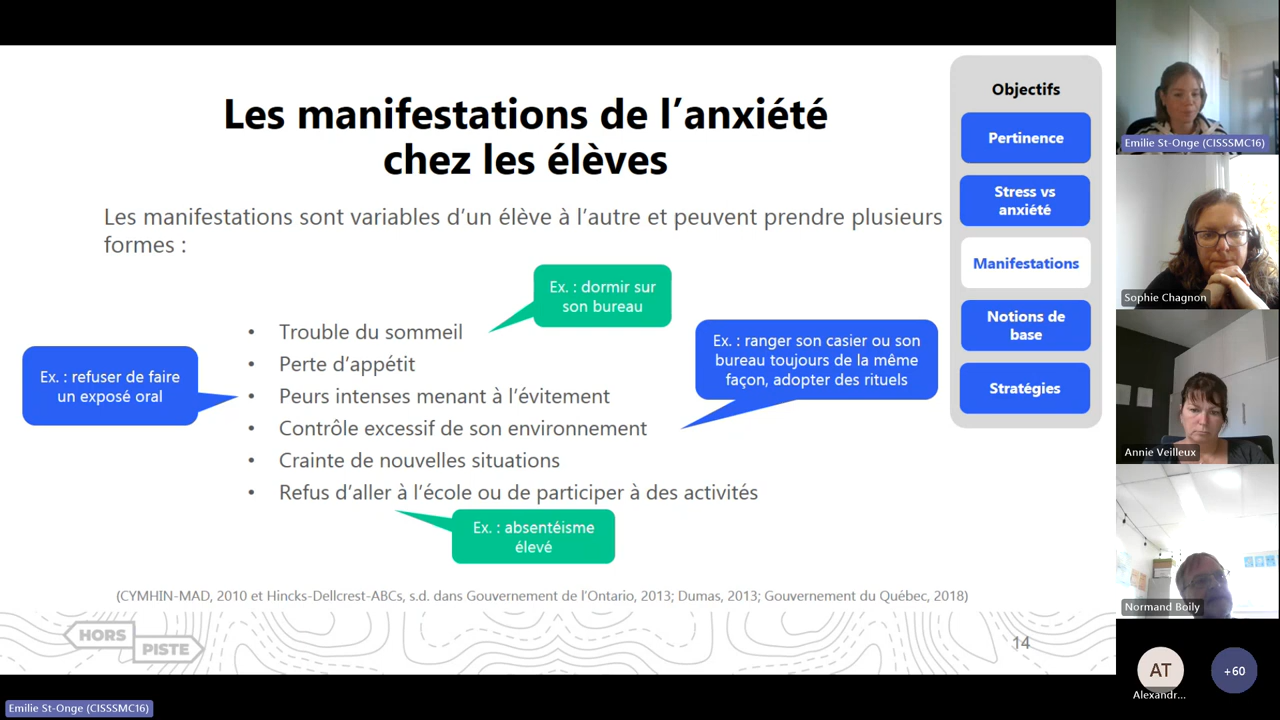 Les manifestations de l’anxiété
chez les élèves
Les manifestations sont variables d’un élève à l’autre et peuvent prendre plusieurs
formes :
Ex. : dormir sur
son bureau
• Trouble du sommeil
• Perte d’appétit
Ex. : refuser de faire
un exposé oral
• Peurs intenses menant à l’évitement
Ex. : ranger son casier ou son
bureau toujours de la même
façon, adopter des rituels
• Contrôle excessif de son environnement
• Crainte de nouvelles situations
• Refus d’aller à l’école ou de participer à des activités
Ex. : absentéisme
élevé
(CYMHIN-MAD, 2010 et Hincks-Dellcrest-ABCs, s.d. dans Gouvernement de l’Ontario, 2013; Dumas, 2013; Gouvernement du Québec, 2018)
HORS
PISTE
14
Objectifs
Pertinence
Stress vs
anxiété
Manifestations
Notions de
base
Stratégies
Emilie St-Onge (CISSSMC16)
Sophie Chagnon
Annie Veilleux
Normand Boily
AT
Alexandr...
+60
Emilie St-Onge (CISSSMC16)